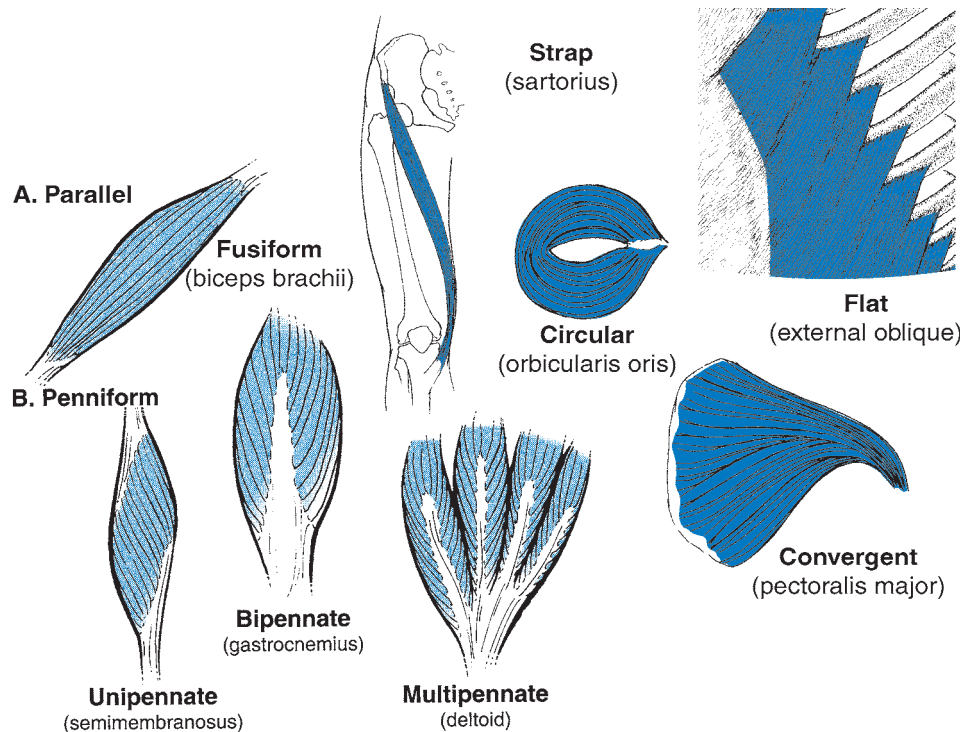 Strap
(sartorius)
A. Parallel
Fusiform
(biceps brachii)
Circular
(orbicularis oris)
Flat
(external oblique)
B. Penniform
Unipennate
(semimembranosus)
Bipennate
(gastrocnemius)
Multipennate
(deltoid)
Convergent
(pectoralis major)